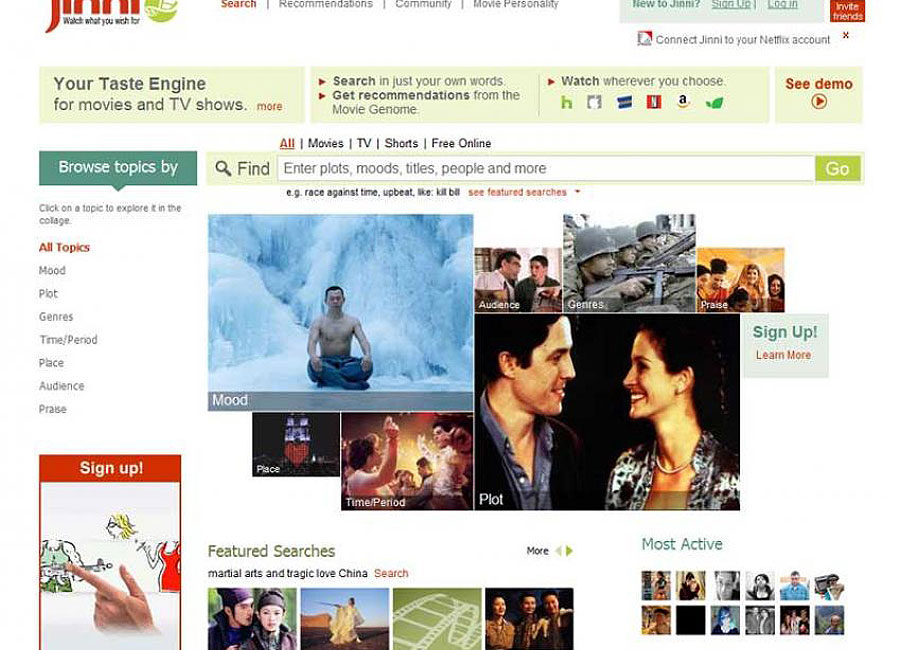 Jinni
Watch what you wish for
Search | Recommendations | Community | Movie Personality
New to Jinni? Sign Up | Log in
Invite
friends
Connect Jinni to your Netflix account x
Your Taste Engine
for movies and TV shows. more
Search in just your own words.
Get recommendations from the
Movie Genome.
Watch wherever you choose.
h N a
See demo
All | Movies | TV | Shorts | Free Online
Browse topics by
Find Enter plots, moods, titles, people and more Go
e.g. race against time, upbeat, like: kill bill see featured searches
Click on a topic to explore it in the
collage.
All Topics
Mood
Plot
Genres
Time/Period
Place
Audience
Praise
Audience
Genres
Praise
Sign Up!
Learn More
Mood
Place
Time/Period
Plot
Sign up!
Featured Searches
More
martial arts and tragic love China Search
Most Active